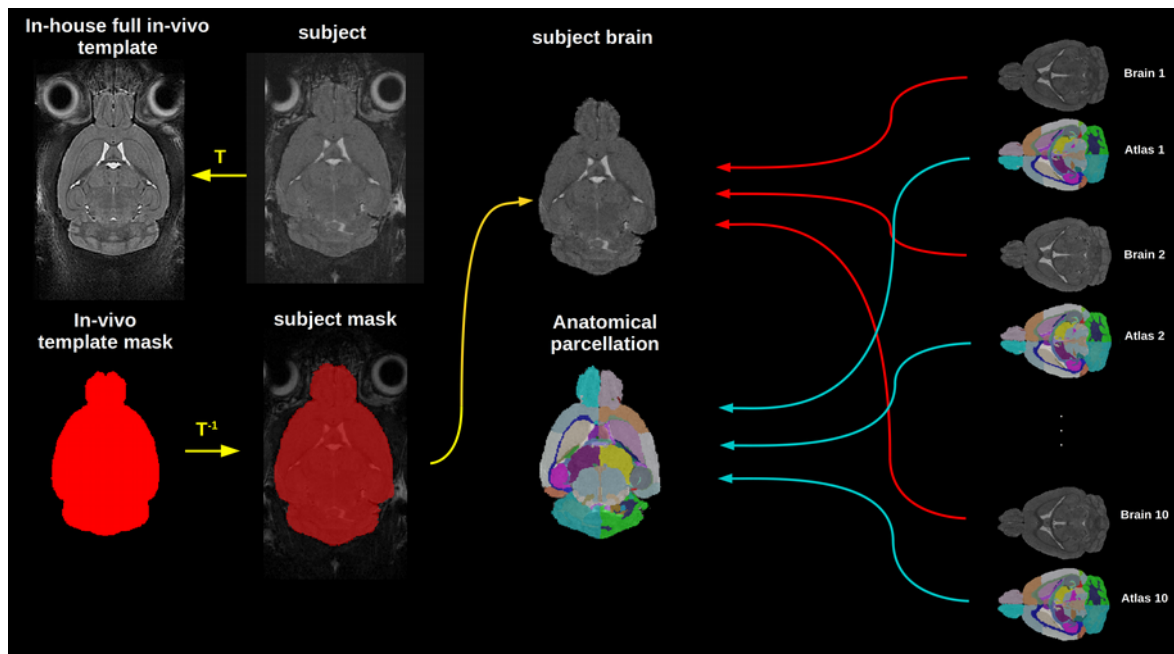 In-house full in-vivo
template
subject
subject brain
T
In-vivo
template mask
subject mask
T-1
Anatomical
parcellation
Brain 1
Atlas 1
Brain 2
Atlas 2
.
.
.
Brain 10
Atlas 10